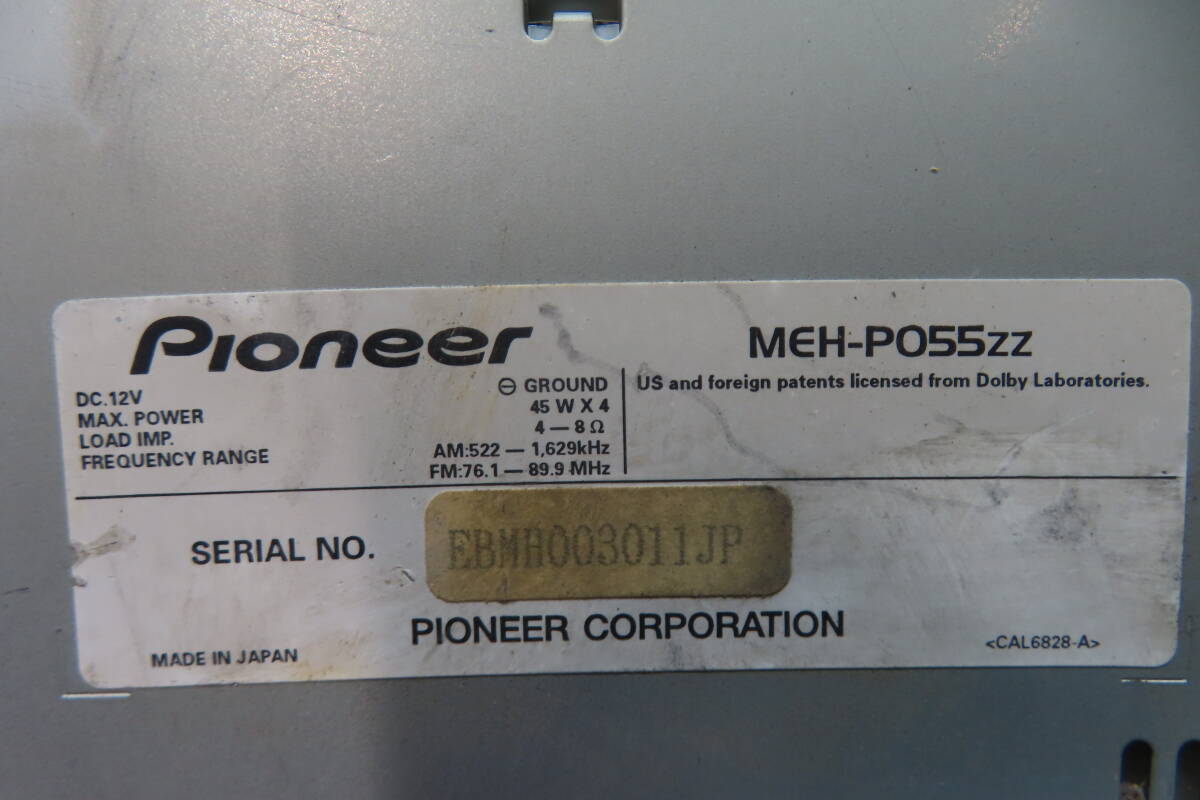 Pioneer
MEH-P055zz
DC.12V ⊖ GROUND
MAX. POWER 45 W X 4
LOAD IMP. 4 — 8 Ω
FREQUENCY RANGE AM:522 — 1,629kHz
FM:76.1 — 89.9 MHz
US and foreign patents licensed from Dolby Laboratories.
SERIAL NO. EBMH003011JP
PIONEER CORPORATION
MADE IN JAPAN
<CAL6828-A>